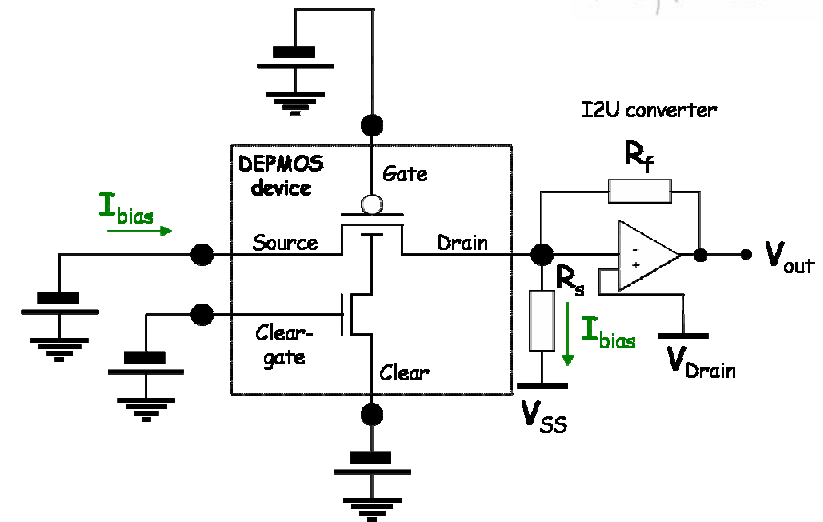 I2U converter
R_f
DEPMOS
device
Gate
I_bias
Source
Drain
-
+
V_out
R_s
I_bias
Clear-
gate
V_Drain
Clear
V_SS